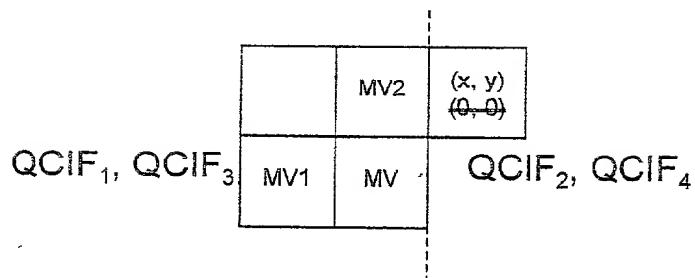 MV2
(x, y)
(0, 0)
QCIF₁, QCIF₃
MV1
MV
QCIF₂, QCIF₄